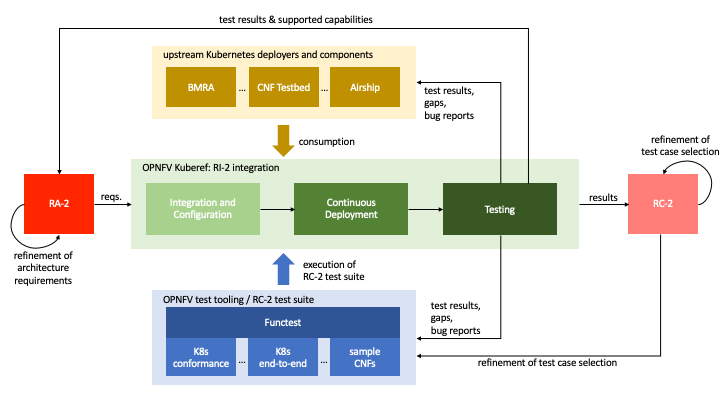 test results & supported capabilities
upstream Kubernetes deployers and components
BMRA
...
CNF Testbed
...
Airship
test results,
gaps,
bug reports
consumption
refinement of
test case selection
OPNFV Kuberef: RI-2 integration
RA-2
reqs.
Integration and
Configuration
Continuous
Deployment
Testing
results
RC-2
refinement of
architecture
requirements
execution of
RC-2 test suite
OPNFV test tooling / RC-2 test suite
test results,
gaps,
bug reports
Functest
K8s
conformance
...
K8s
end-to-end
...
sample
CNFs
refinement of test case selection